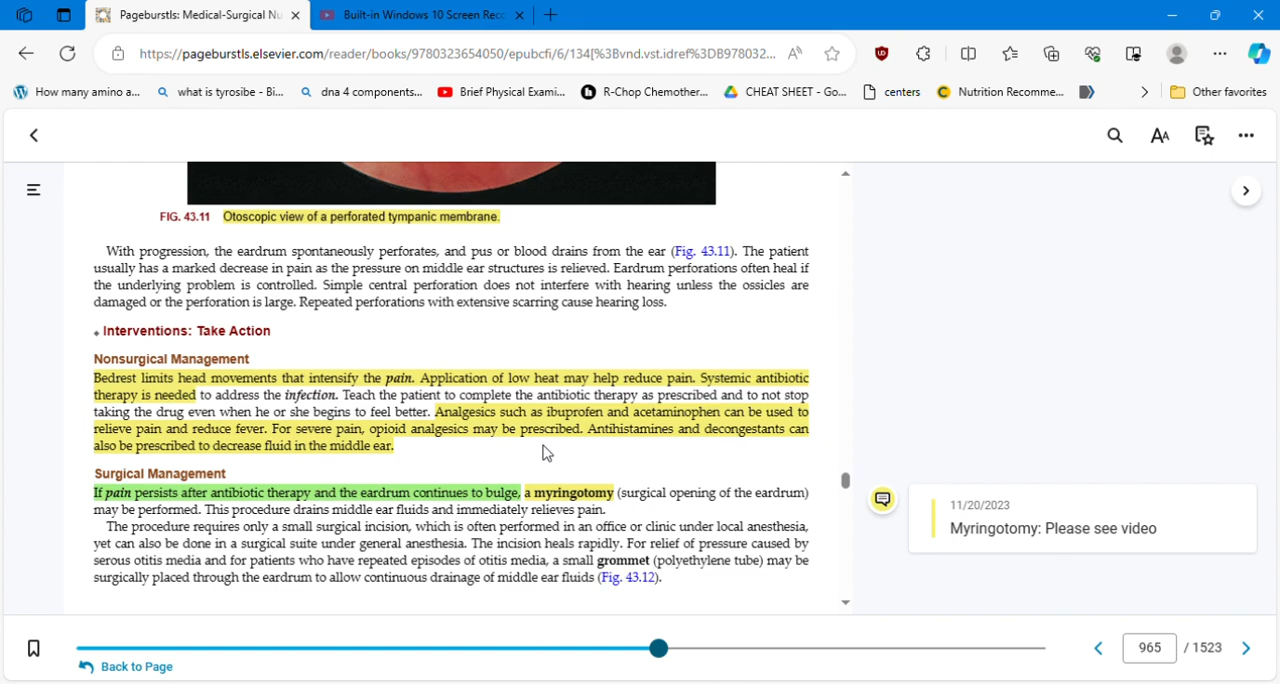 Pageburstls: Medical-Surgical Nu
Built-in Windows 10 Screen Reco
https://pageburstls.elsevier.com/reader/books/9780323654050/epubcfi/6/134[%3Bvnd.vst.idref%3DB978032...
How many amino a...
what is tyrosibe - Bi...
dna 4 components...
Brief Physical Exami...
R-Chop Chemother...
CHEAT SHEET - Go...
centers
Nutrition Recomme...
Other favorites
FIG. 43.11 Otoscopic view of a perforated tympanic membrane.
With progression, the eardrum spontaneously perforates, and pus or blood drains from the ear (Fig. 43.11). The patient
usually has a marked decrease in pain as the pressure on middle ear structures is relieved. Eardrum perforations often heal if
the underlying problem is controlled. Simple central perforation does not interfere with hearing unless the ossicles are
damaged or the perforation is large. Repeated perforations with extensive scarring cause hearing loss.
Interventions: Take Action
Nonsurgical Management
Bedrest limits head movements that intensify the pain. Application of low heat may help reduce pain. Systemic antibiotic
therapy is needed to address the infection. Teach the patient to complete the antibiotic therapy as prescribed and to not stop
taking the drug even when he or she begins to feel better. Analgesics such as ibuprofen and acetaminophen can be used to
relieve pain and reduce fever. For severe pain, opioid analgesics may be prescribed. Antihistamines and decongestants can
also be prescribed to decrease fluid in the middle ear.
Surgical Management
If pain persists after antibiotic therapy and the eardrum continues to bulge, a myringotomy (surgical opening of the eardrum)
may be performed. This procedure drains middle ear fluids and immediately relieves pain.
The procedure requires only a small surgical incision, which is often performed in an office or clinic under local anesthesia,
yet can also be done in a surgical suite under general anesthesia. The incision heals rapidly. For relief of pressure caused by
serous otitis media and for patients who have repeated episodes of otitis media, a small grommet (polyethylene tube) may be
surgically placed through the eardrum to allow continuous drainage of middle ear fluids (Fig. 43.12).
11/20/2023
Myringotomy: Please see video
965 / 1523
Back to Page